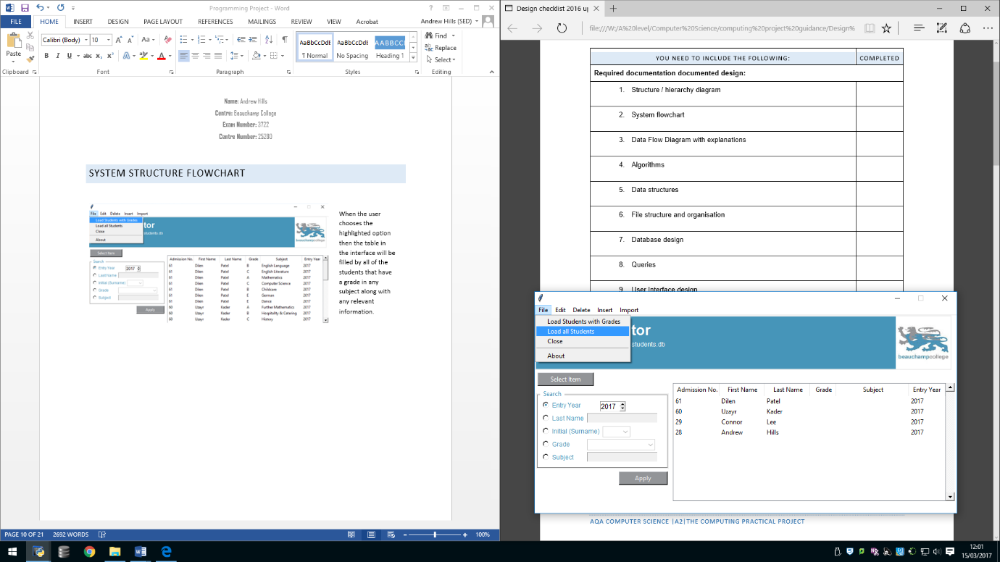 Programming Project - Word
FILE HOME INSERT DESIGN PAGE LAYOUT REFERENCES MAILINGS REVIEW VIEW Acrobat Andrew Hills (SED)
Paste
Calibri (Body) 10
Aa
B I U abc X₂ X²
AaBbCcDdE AaBbCcDdE AABBCCI
¶ Normal No Spacing Heading 1
Find
Replace
Select
Clipboard Font Paragraph Styles Editing
Name: Andrew Hills
Centre: Beauchamp College
Exam Number: 3722
Centre Number: 25280
SYSTEM STRUCTURE FLOWCHART
File Edit Delete Insert Import
Load Students with Grades
Load all Students
Close
About
tor
students.db
beauchampcollege
Select Item
Search
Entry Year 2017
Last Name
Initial (Surname)
Grade
Subject
Apply
Admission No. First Name Last Name Grade Subject Entry Year
61 Dilen Patel B English Language 2017
61 Dilen Patel C English Literature 2017
61 Dilen Patel A Mathematics 2017
61 Dilen Patel C Computer Science 2017
61 Dilen Patel B Childcare 2017
61 Dilen Patel E German 2017
61 Dilen Patel E Dance 2017
60 Uzayr Kader A Further Mathematics 2017
60 Uzayr Kader B Hospitality & Catering 2017
60 Uzayr Kader C History 2017
When the user
chooses the
highlighted option
then the table in
the interface will be
filled by all of the
students that have
a grade in any
subject along with
any relevant
information.
PAGE 10 OF 21 2692 WORDS 100%
Design checklist 2016 up
file:///W:/A%20level/Computer%20Science/computing%20project%20guidance/Design%
YOU NEED TO INCLUDE THE FOLLOWING: COMPLETED
Required documentation documented design:
1. Structure / hierarchy diagram
2. System flowchart
3. Data Flow Diagram with explanations
4. Algorithms
5. Data structures
6. File structure and organisation
7. Database design
8. Queries
9. User Interface design
File Edit Delete Insert Import
Load Students with Grades
Load all Students
Close
About
tor
students.db
beauchampcollege
Select Item
Search
Entry Year 2017
Last Name
Initial (Surname)
Grade
Subject
Apply
Admission No. First Name Last Name Grade Subject Entry Year
61 Dilen Patel 2017
60 Uzayr Kader 2017
29 Connor Lee 2017
28 Andrew Hills 2017
AQA COMPUTER SCIENCE |A2|THE COMPUTING PRACTICAL PROJECT
12:01
15/03/2017